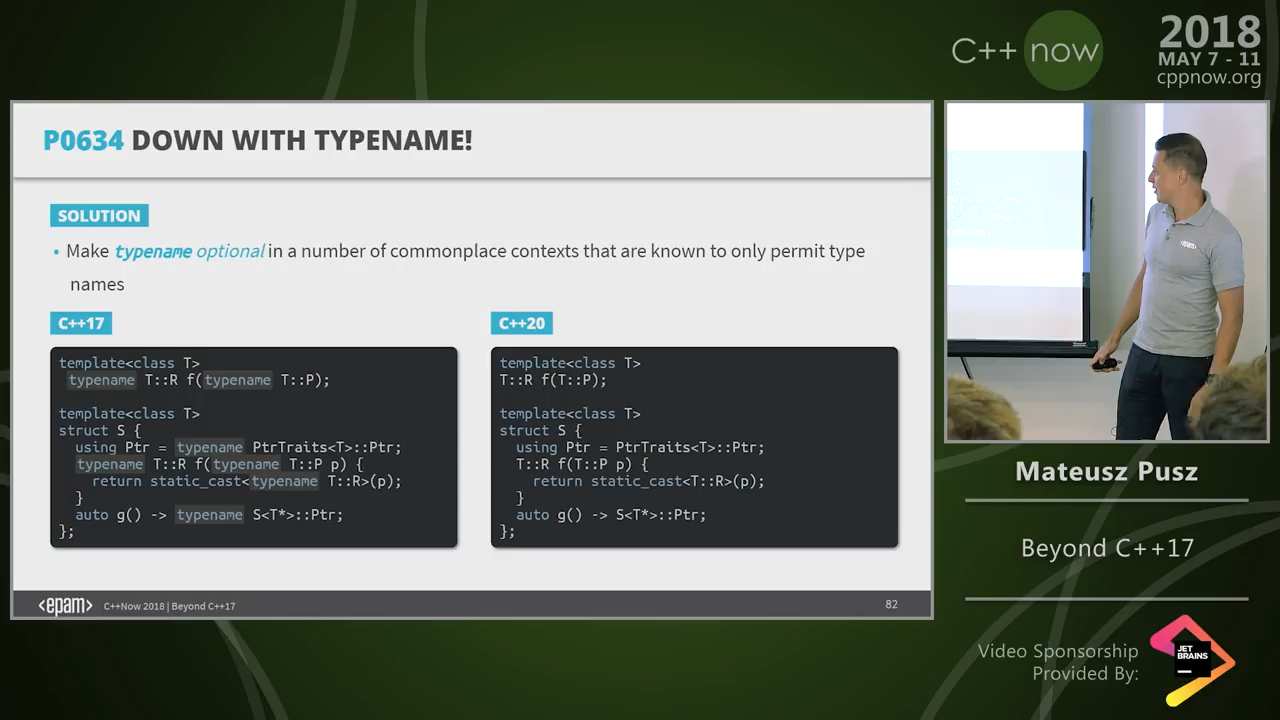 C++ now
2018
MAY 7 - 11
cppnow.org
P0634 DOWN WITH TYPENAME!
SOLUTION
• Make typename optional in a number of commonplace contexts that are known to only permit type
names
C++17
template<class T>
typename T::R f(typename T::P);
template<class T>
struct S {
using Ptr = typename PtrTraits<T>::Ptr;
typename T::R f(typename T::P p) {
return static_cast<typename T::R>(p);
}
auto g() -> typename S<T*>::Ptr;
};
C++20
template<class T>
T::R f(T::P);
template<class T>
struct S {
using Ptr = PtrTraits<T>::Ptr;
T::R f(T::P p) {
return static_cast<T::R>(p);
}
auto g() -> S<T*>::Ptr;
};
<epam>
C++Now 2018 | Beyond C++17
82
Mateusz Pusz
Beyond C++17
Video Sponsorship
Provided By:
JET
BRAINS